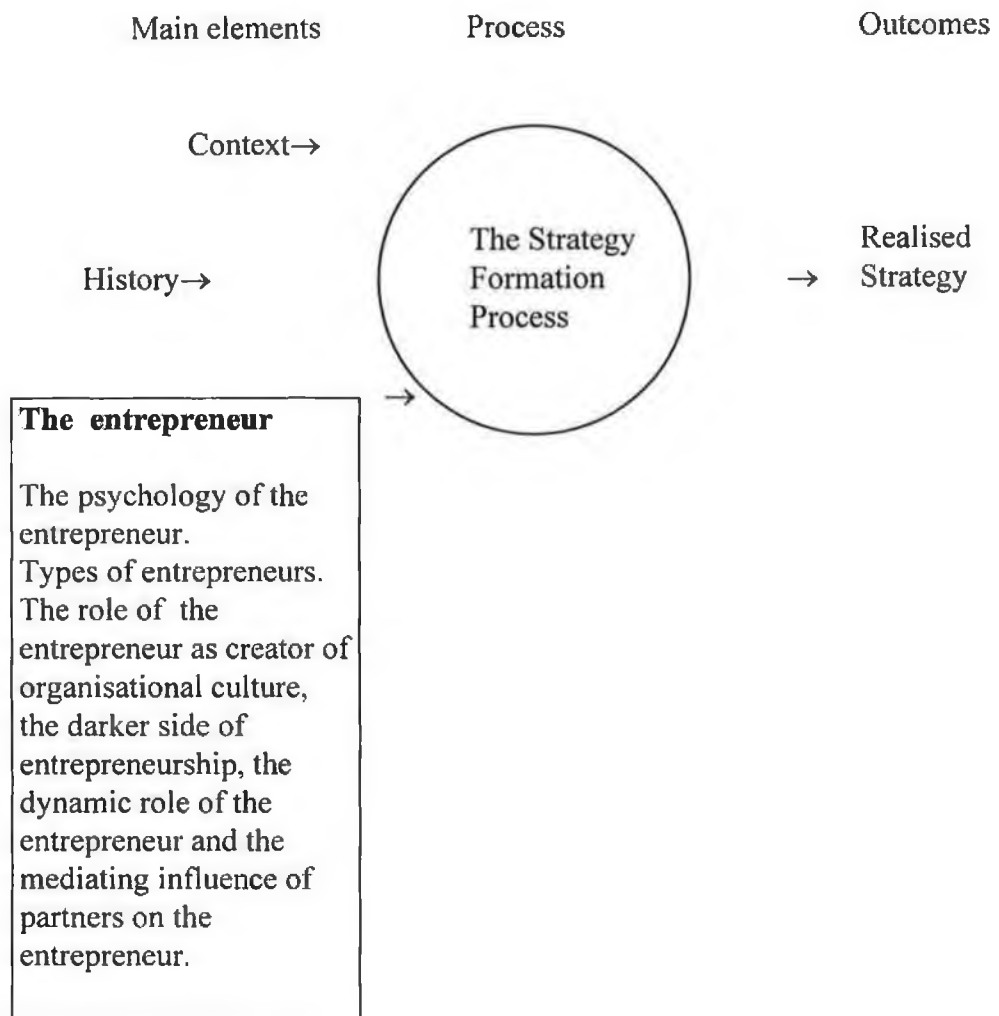 Main elements Process Outcomes
Context→
History→
The Strategy
Formation
Process
→ Realised
Strategy
→
The entrepreneur
The psychology of the
entrepreneur.
Types of entrepreneurs.
The role of the
entrepreneur as creator of
organisational culture,
the darker side of
entrepreneurship, the
dynamic role of the
entrepreneur and the
mediating influence of
partners on the
entrepreneur.